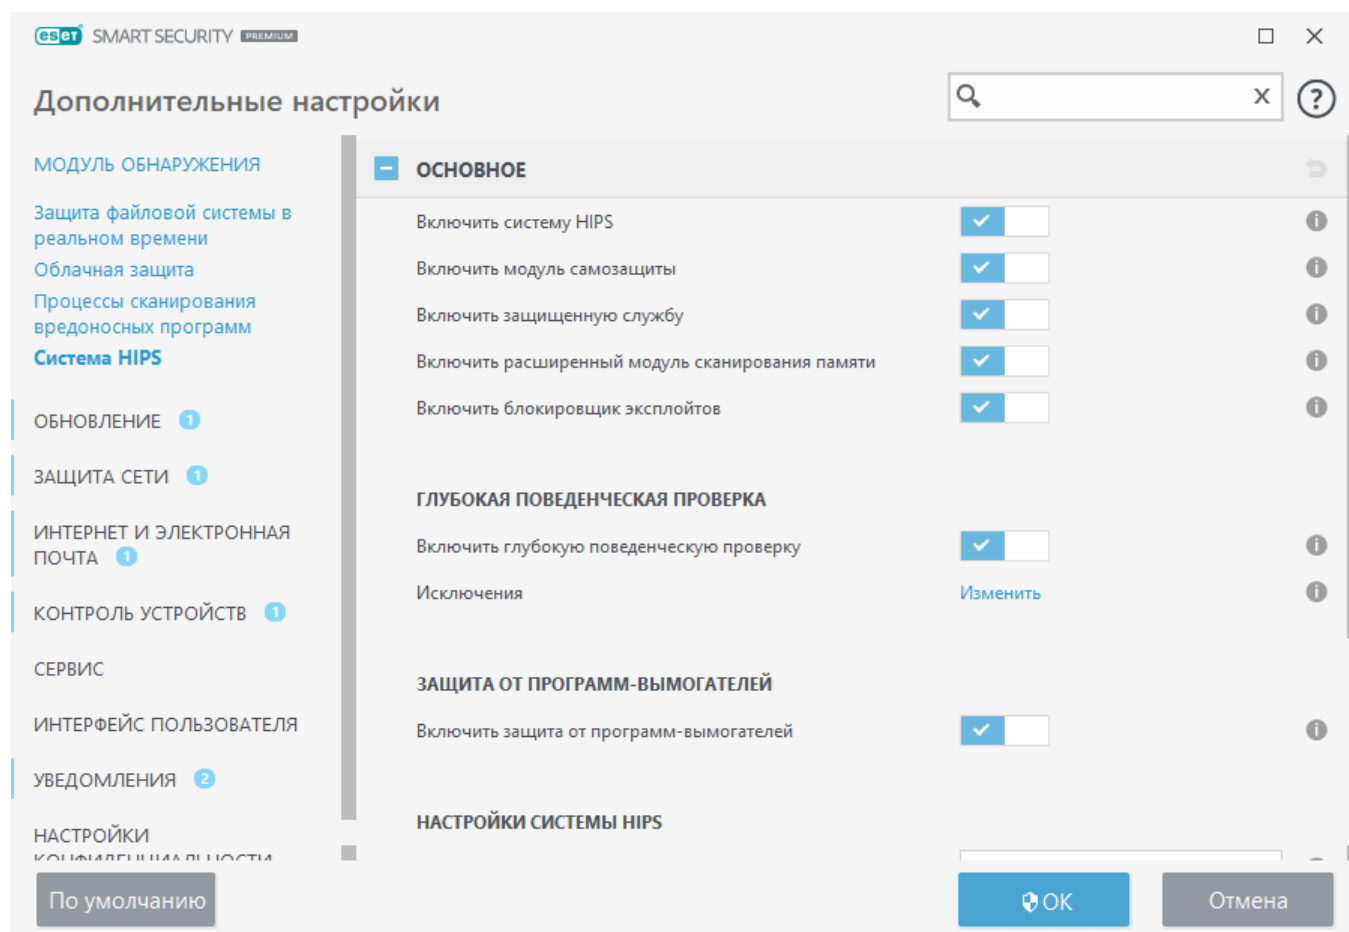 eset SMART SECURITY PREMIUM
Дополнительные настройки
X
?
МОДУЛЬ ОБНАРУЖЕНИЯ
Защита файловой системы в
реальном времени
Облачная защита
Процессы сканирования
вредоносных программ
Система HIPS
ОБНОВЛЕНИЕ 1
ЗАЩИТА СЕТИ 1
ИНТЕРНЕТ И ЭЛЕКТРОННАЯ
ПОЧТА 1
КОНТРОЛЬ УСТРОЙСТВ 1
СЕРВИС
ИНТЕРФЕЙС ПОЛЬЗОВАТЕЛЯ
УВЕДОМЛЕНИЯ 2
НАСТРОЙКИ
КОНФИДЕНЦИАЛЬНОСТИ
ОСНОВНОЕ
Включить систему HIPS
Включить модуль самозащиты
Включить защищенную службу
Включить расширенный модуль сканирования памяти
Включить блокировщик эксплойтов
ГЛУБОКАЯ ПОВЕДЕНЧЕСКАЯ ПРОВЕРКА
Включить глубокую поведенческую проверку
Исключения Изменить
ЗАЩИТА ОТ ПРОГРАММ-ВЫМОГАТЕЛЕЙ
Включить защита от программ-вымогателей
НАСТРОЙКИ СИСТЕМЫ HIPS
По умолчанию
ОК
Отмена